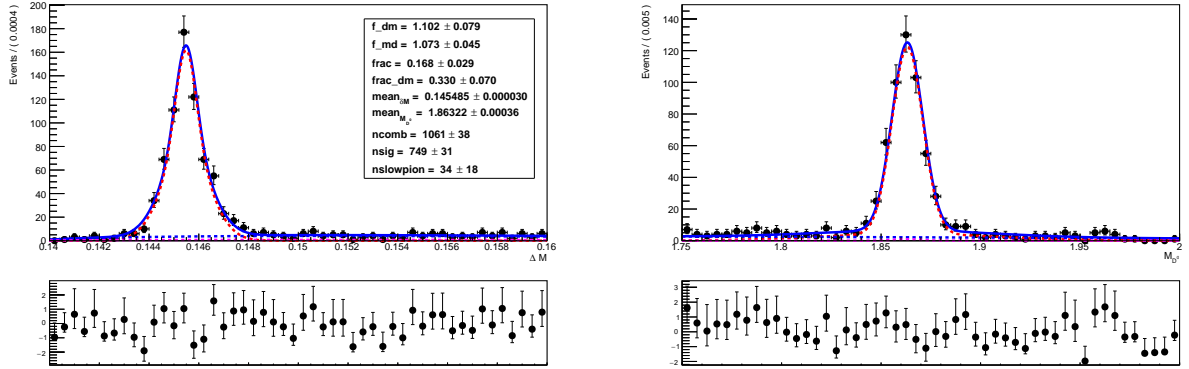 Events / ( 0.0004 )
200
180
160
140
120
100
80
60
40
20
0
0.14 0.142 0.144 0.146 0.148 0.15 0.152 0.154 0.156 0.158 0.16
Δ M
f_dm = 1.102 ± 0.079
f_md = 1.073 ± 0.045
frac = 0.168 ± 0.029
frac_dm = 0.330 ± 0.070
mean_δM = 0.145485 ± 0.000030
mean_M_D⁰ = 1.86322 ± 0.00036
ncomb = 1061 ± 38
nsig = 749 ± 31
nslowpion = 34 ± 18
2
1
0
−1
−2
Events / ( 0.005 )
140
120
100
80
60
40
20
0
1.75 1.8 1.85 1.9 1.95 2
M_D⁰
3
2
1
0
−1
−2